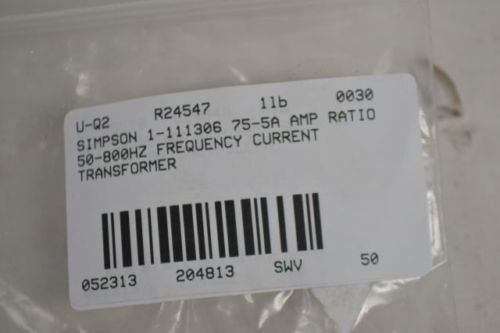 U-Q2 R24547 1lb 0030
SIMPSON 1-111306 75-5A AMP RATIO
50-800HZ FREQUENCY CURRENT
TRANSFORMER
052313 204813 SWV 50